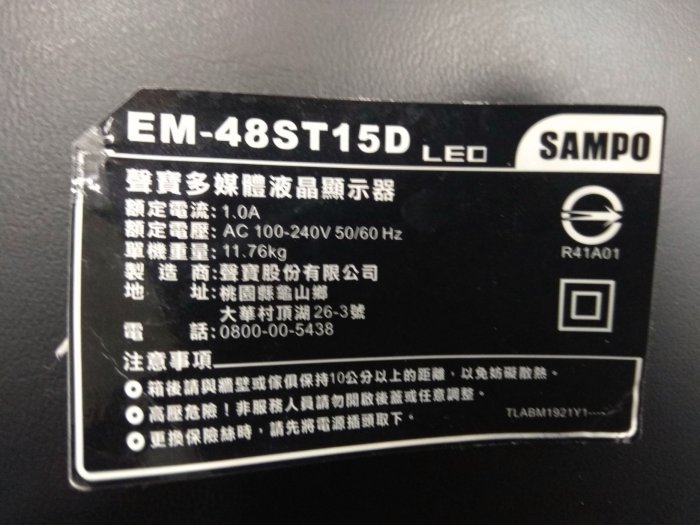 EM-48ST15D LED
SAMPO
聲寶多媒體液晶顯示器
額定電流:1.0A
額定電壓:AC 100-240V 50/60 Hz
單機重量:11.76kg
製造商:聲寶股份有限公司
地址:桃園縣龜山鄉
大華村頂湖26-3號
電話:0800-00-5438
R41A01
注意事項
箱後請與牆壁或傢俱保持10公分以上的距離,以免妨礙散熱。
高壓危險!非服務人員請勿開啟後蓋或任意調整。
更換保險絲時,請先將電源插頭取下。
TLABM1921Y1----